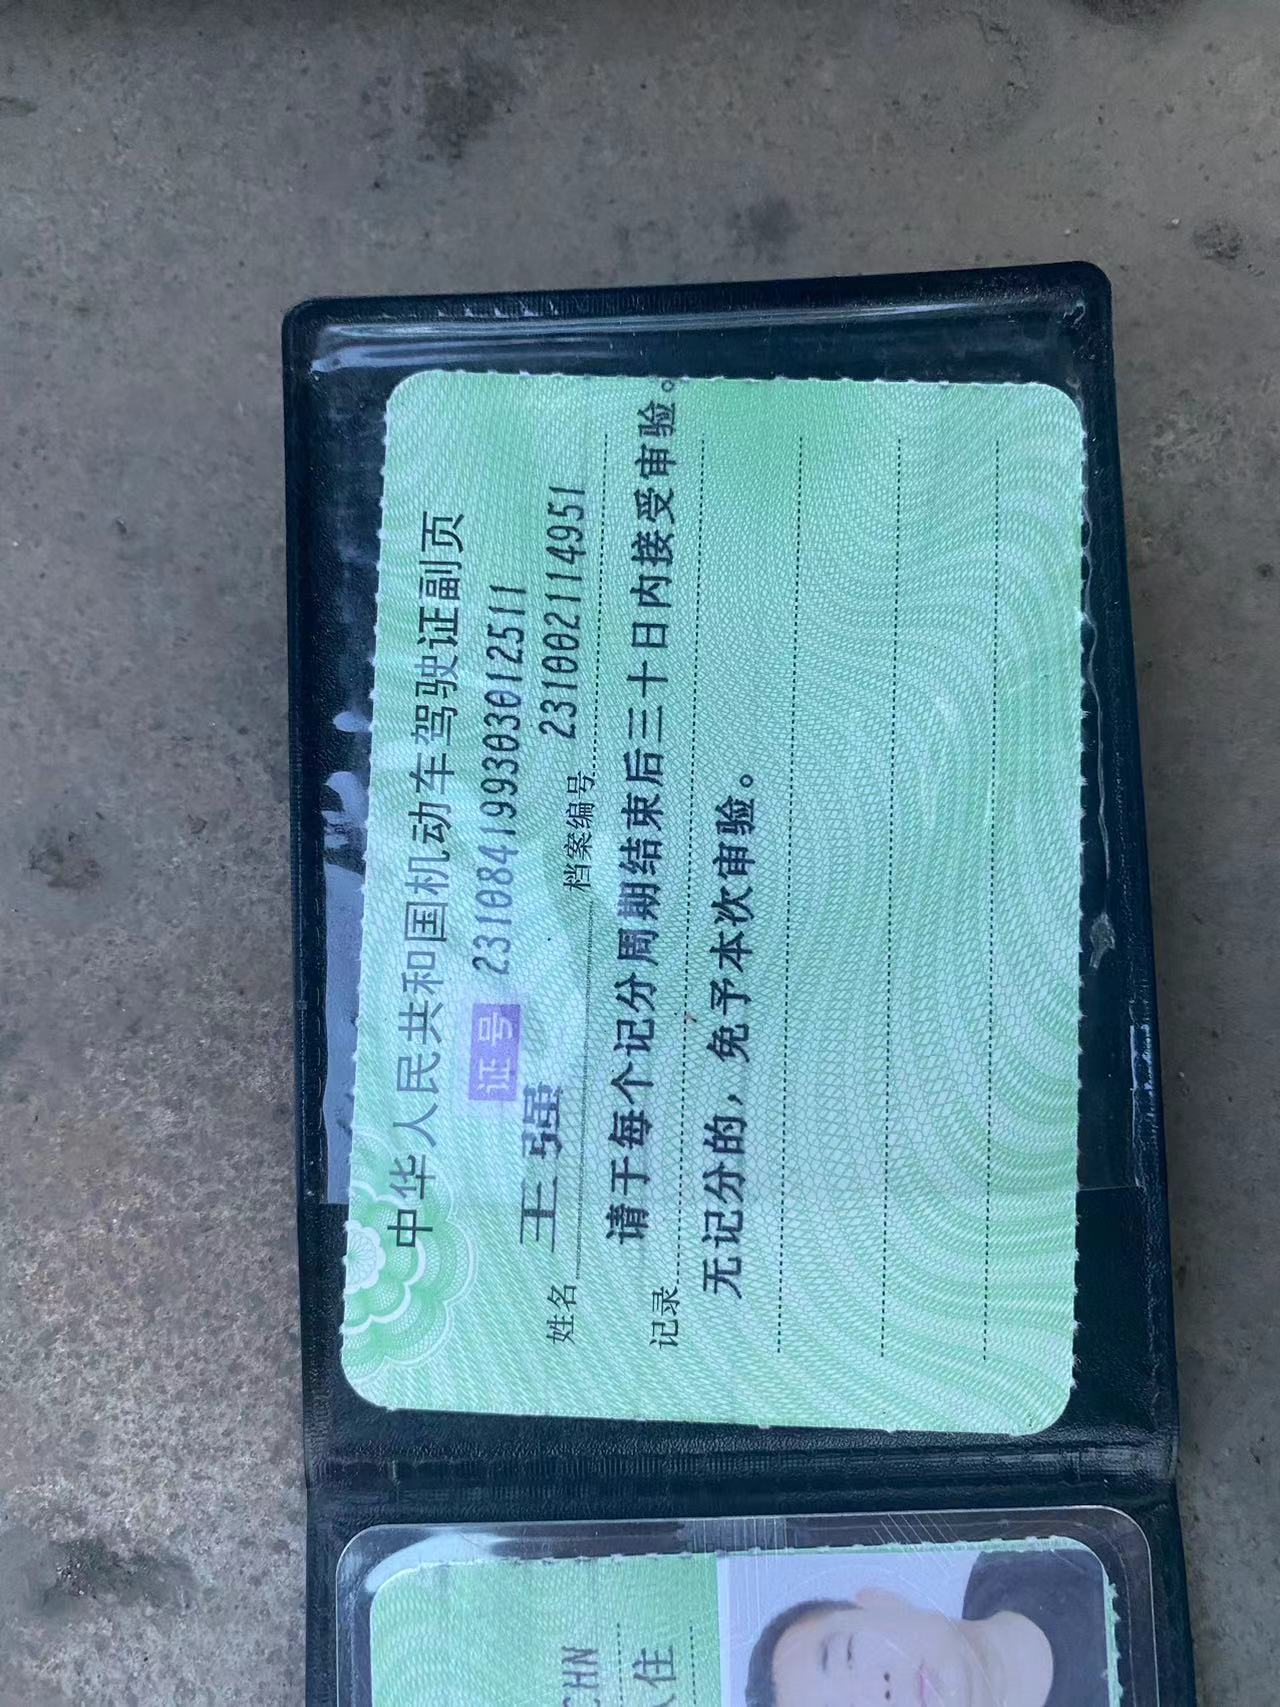 中华人民共和国机动车驾驶证副页
证号 231084199303012511
姓名 王强 档案编号 231002114951
记录 请于每个记分周期结束后三十日内接受审验。
无记分的，免予本次审验。
CHN
住